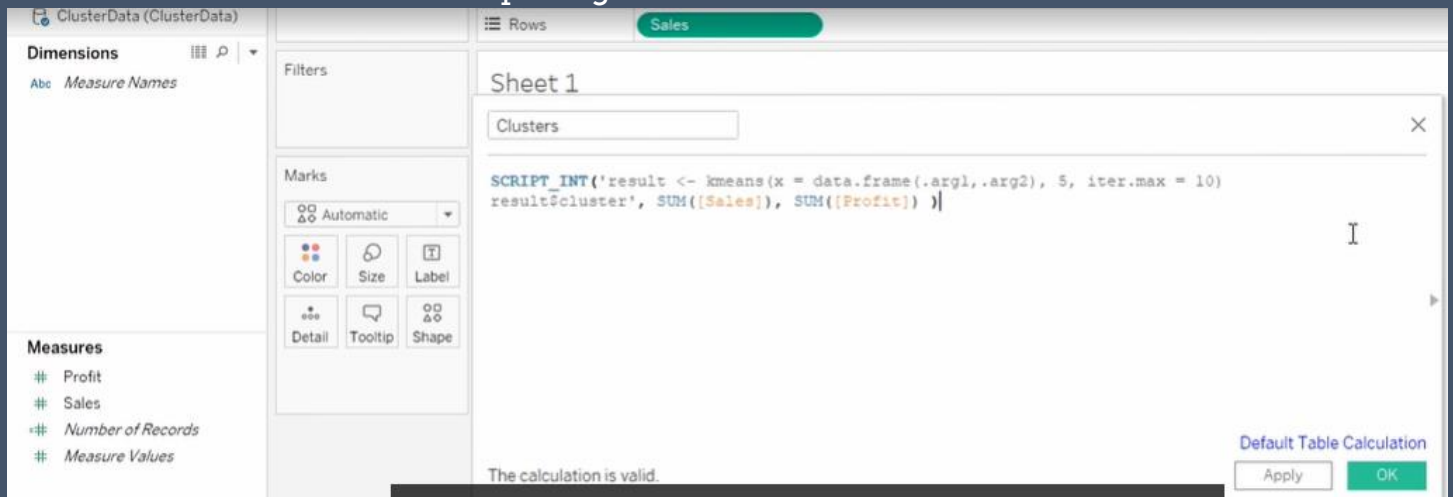 ClusterData (ClusterData)
Dimensions
Abc Measure Names
Measures
# Profit
# Sales
=# Number of Records
# Measure Values
Filters
Marks
Automatic
Color Size Label
Detail Tooltip Shape
Rows Sales
Sheet 1
Clusters
SCRIPT_INT('result <- kmeans(x = data.frame(.arg1,.arg2), 5, iter.max = 10)
result$cluster', SUM([Sales]), SUM([Profit]) )
Default Table Calculation
The calculation is valid. Apply OK